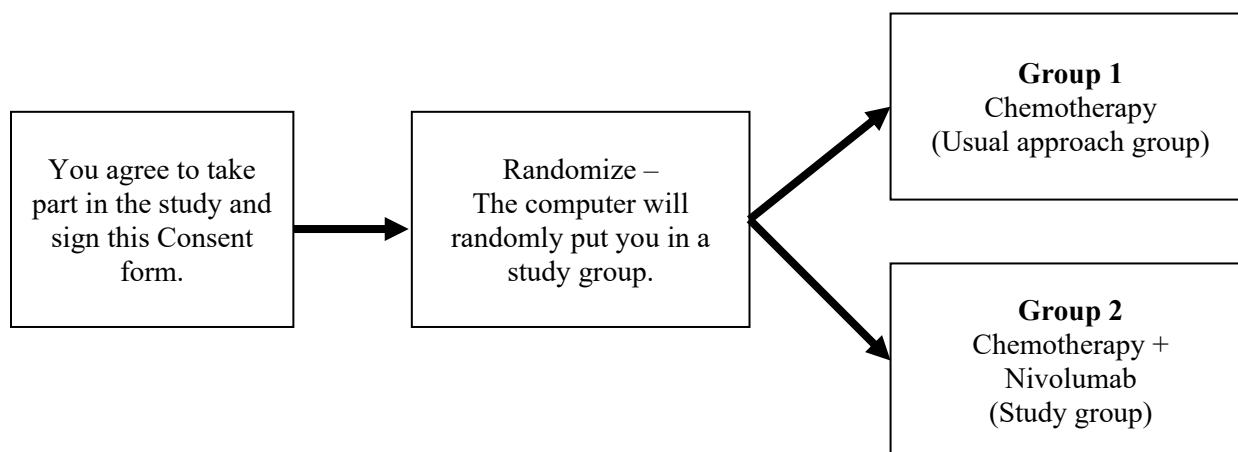 You agree to take
part in the study and
sign this Consent
form.
Randomize –
The computer will
randomly put you in a
study group.
Group 1
Chemotherapy
(Usual approach group)
Group 2
Chemotherapy +
Nivolumab
(Study group)